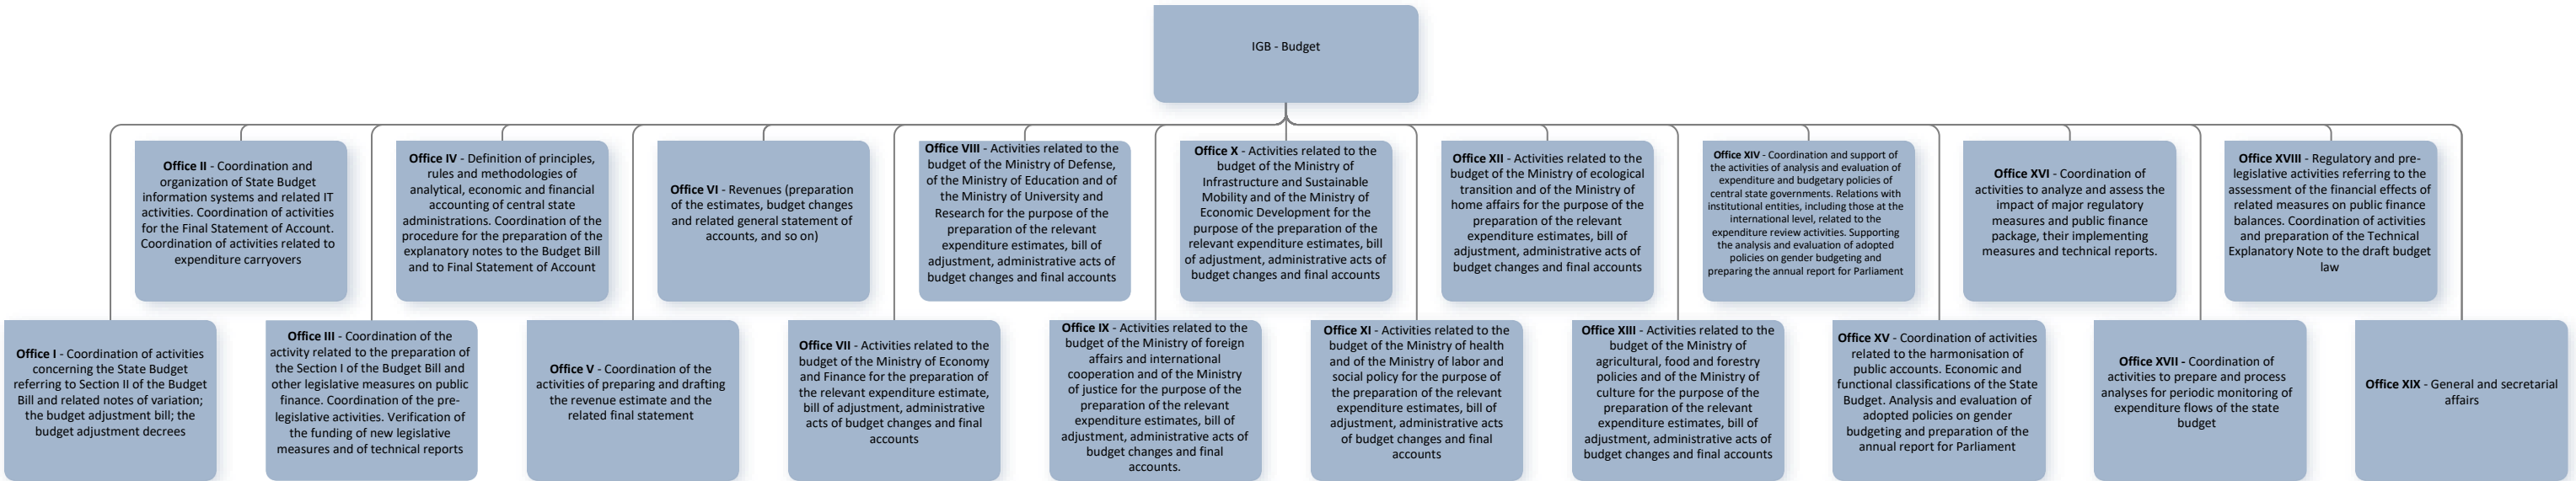 IGB - Budget
Office II - Coordination and
organization of State Budget
information systems and related IT
activities. Coordination of activities
for the Final Statement of Account.
Coordination of activities related to
expenditure carryovers
Office IV - Definition of principles,
rules and methodologies of
analytical, economic and financial
accounting of central state
administrations. Coordination of the
procedure for the preparation of the
explanatory notes to the Budget Bill
and to Final Statement of Account
Office VI - Revenues (preparation
of the estimates, budget changes
and related general statement of
accounts, and so on)
Office VIII - Activities related to the
budget of the Ministry of Defense,
of the Ministry of Education and of
the Ministry of University and
Research for the purpose of the
preparation of the relevant
expenditure estimates, bill of
adjustment, administrative acts of
budget changes and final accounts
Office X - Activities related to the
budget of the Ministry of
Infrastructure and Sustainable
Mobility and of the Ministry of
Economic Development for the
purpose of the preparation of the
relevant expenditure estimates, bill
of adjustment, administrative acts of
budget changes and final accounts
Office XII - Activities related to the
budget of the Ministry of ecological
transition and of the Ministry of
home affairs for the purpose of the
preparation of the relevant
expenditure estimates, bill of
adjustment, administrative acts of
budget changes and final accounts
Office XIV - Coordination and support of
the activities of analysis and evaluation of
expenditure and budgetary policies of
central state governments. Relations with
institutional entities, including those at the
international level, related to the
expenditure review activities. Supporting
the analysis and evaluation of adopted
policies on gender budgeting and
preparing the annual report for Parliament
Office XVI - Coordination of
activities to analyze and assess the
impact of major regulatory
measures and public finance
package, their implementing
measures and technical reports.
Office XVIII - Regulatory and pre-
legislative activities referring to the
assessment of the financial effects of
related measures on public finance
balances. Coordination of activities
and preparation of the Technical
Explanatory Note to the draft budget
law
Office I - Coordination of activities
concerning the State Budget
referring to Section II of the Budget
Bill and related notes of variation;
the budget adjustment bill; the
budget adjustment decrees
Office III - Coordination of the
activity related to the preparation of
the Section I of the Budget Bill and
other legislative measures on public
finance. Coordination of the pre-
legislative activities. Verification of
the funding of new legislative
measures and of technical reports
Office V - Coordination of the
activities of preparing and drafting
the revenue estimate and the
related final statement
Office VII - Activities related to the
budget of the Ministry of Economy
and Finance for the preparation of
the relevant expenditure estimate,
bill of adjustment, administrative
acts of budget changes and final
accounts
Office IX - Activities related to the
budget of the Ministry of foreign
affairs and international
cooperation and of the Ministry
of justice for the purpose of the
preparation of the relevant
expenditure estimates, bill of
adjustment, administrative acts of
budget changes and final
accounts.
Office XI - Activities related to the
budget of the Ministry of health
and of the Ministry of labor and
social policy for the purpose of
the preparation of the relevant
expenditure estimates, bill of
adjustment, administrative acts
of budget changes and final
accounts
Office XIII - Activities related to the
budget of the Ministry of
agricultural, food and forestry
policies and of the Ministry of
culture for the purpose of the
preparation of the relevant
expenditure estimates, bill of
adjustment, administrative acts of
budget changes and final accounts
Office XV - Coordination of activities
related to the harmonisation of
public accounts. Economic and
functional classifications of the State
Budget. Analysis and evaluation of
adopted policies on gender
budgeting and preparation of the
annual report for Parliament
Office XVII - Coordination of
activities to prepare and process
analyses for periodic monitoring of
expenditure flows of the state
budget
Office XIX - General and secretarial
affairs